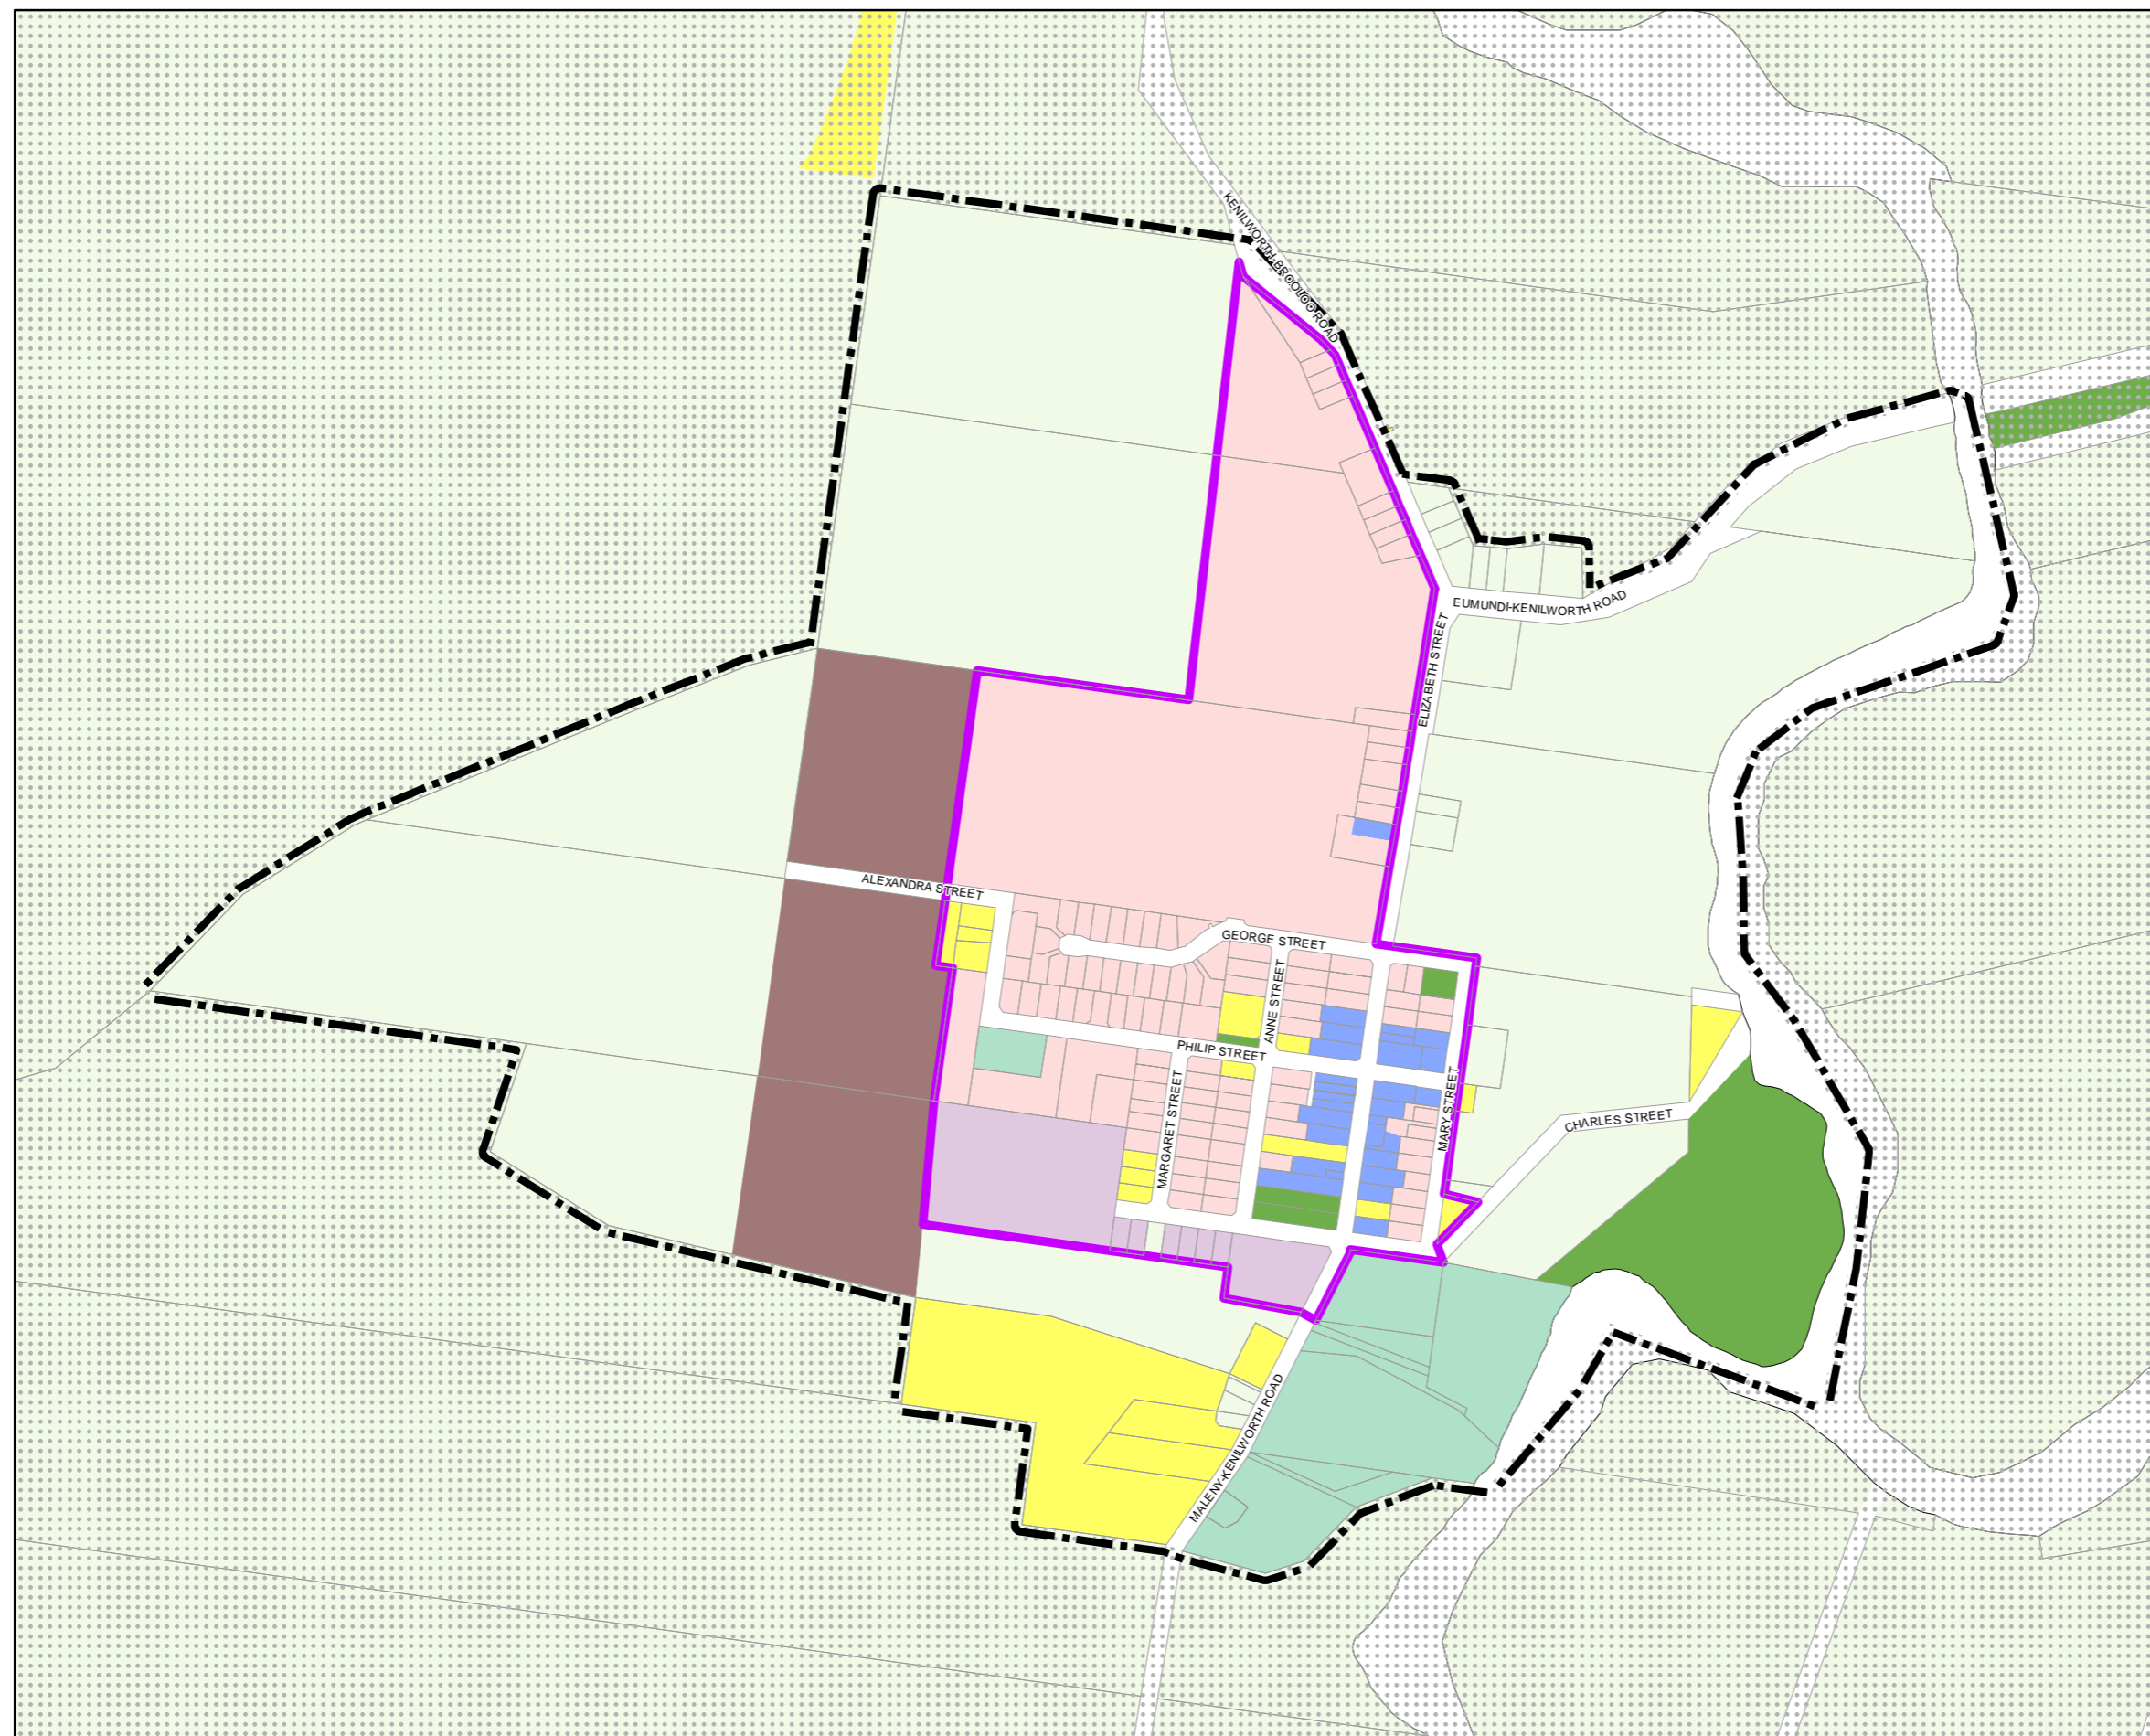 KENILWORTH-BROOLOO ROAD
EUMUNDI-KENILWORTH ROAD
ELIZABETH STREET
ALEXANDRA STREET
GEORGE STREET
ANNE STREET
PHILIP STREET
MARGARET STREET
MARY STREET
CHARLES STREET
MALENY-KENILWORTH ROAD